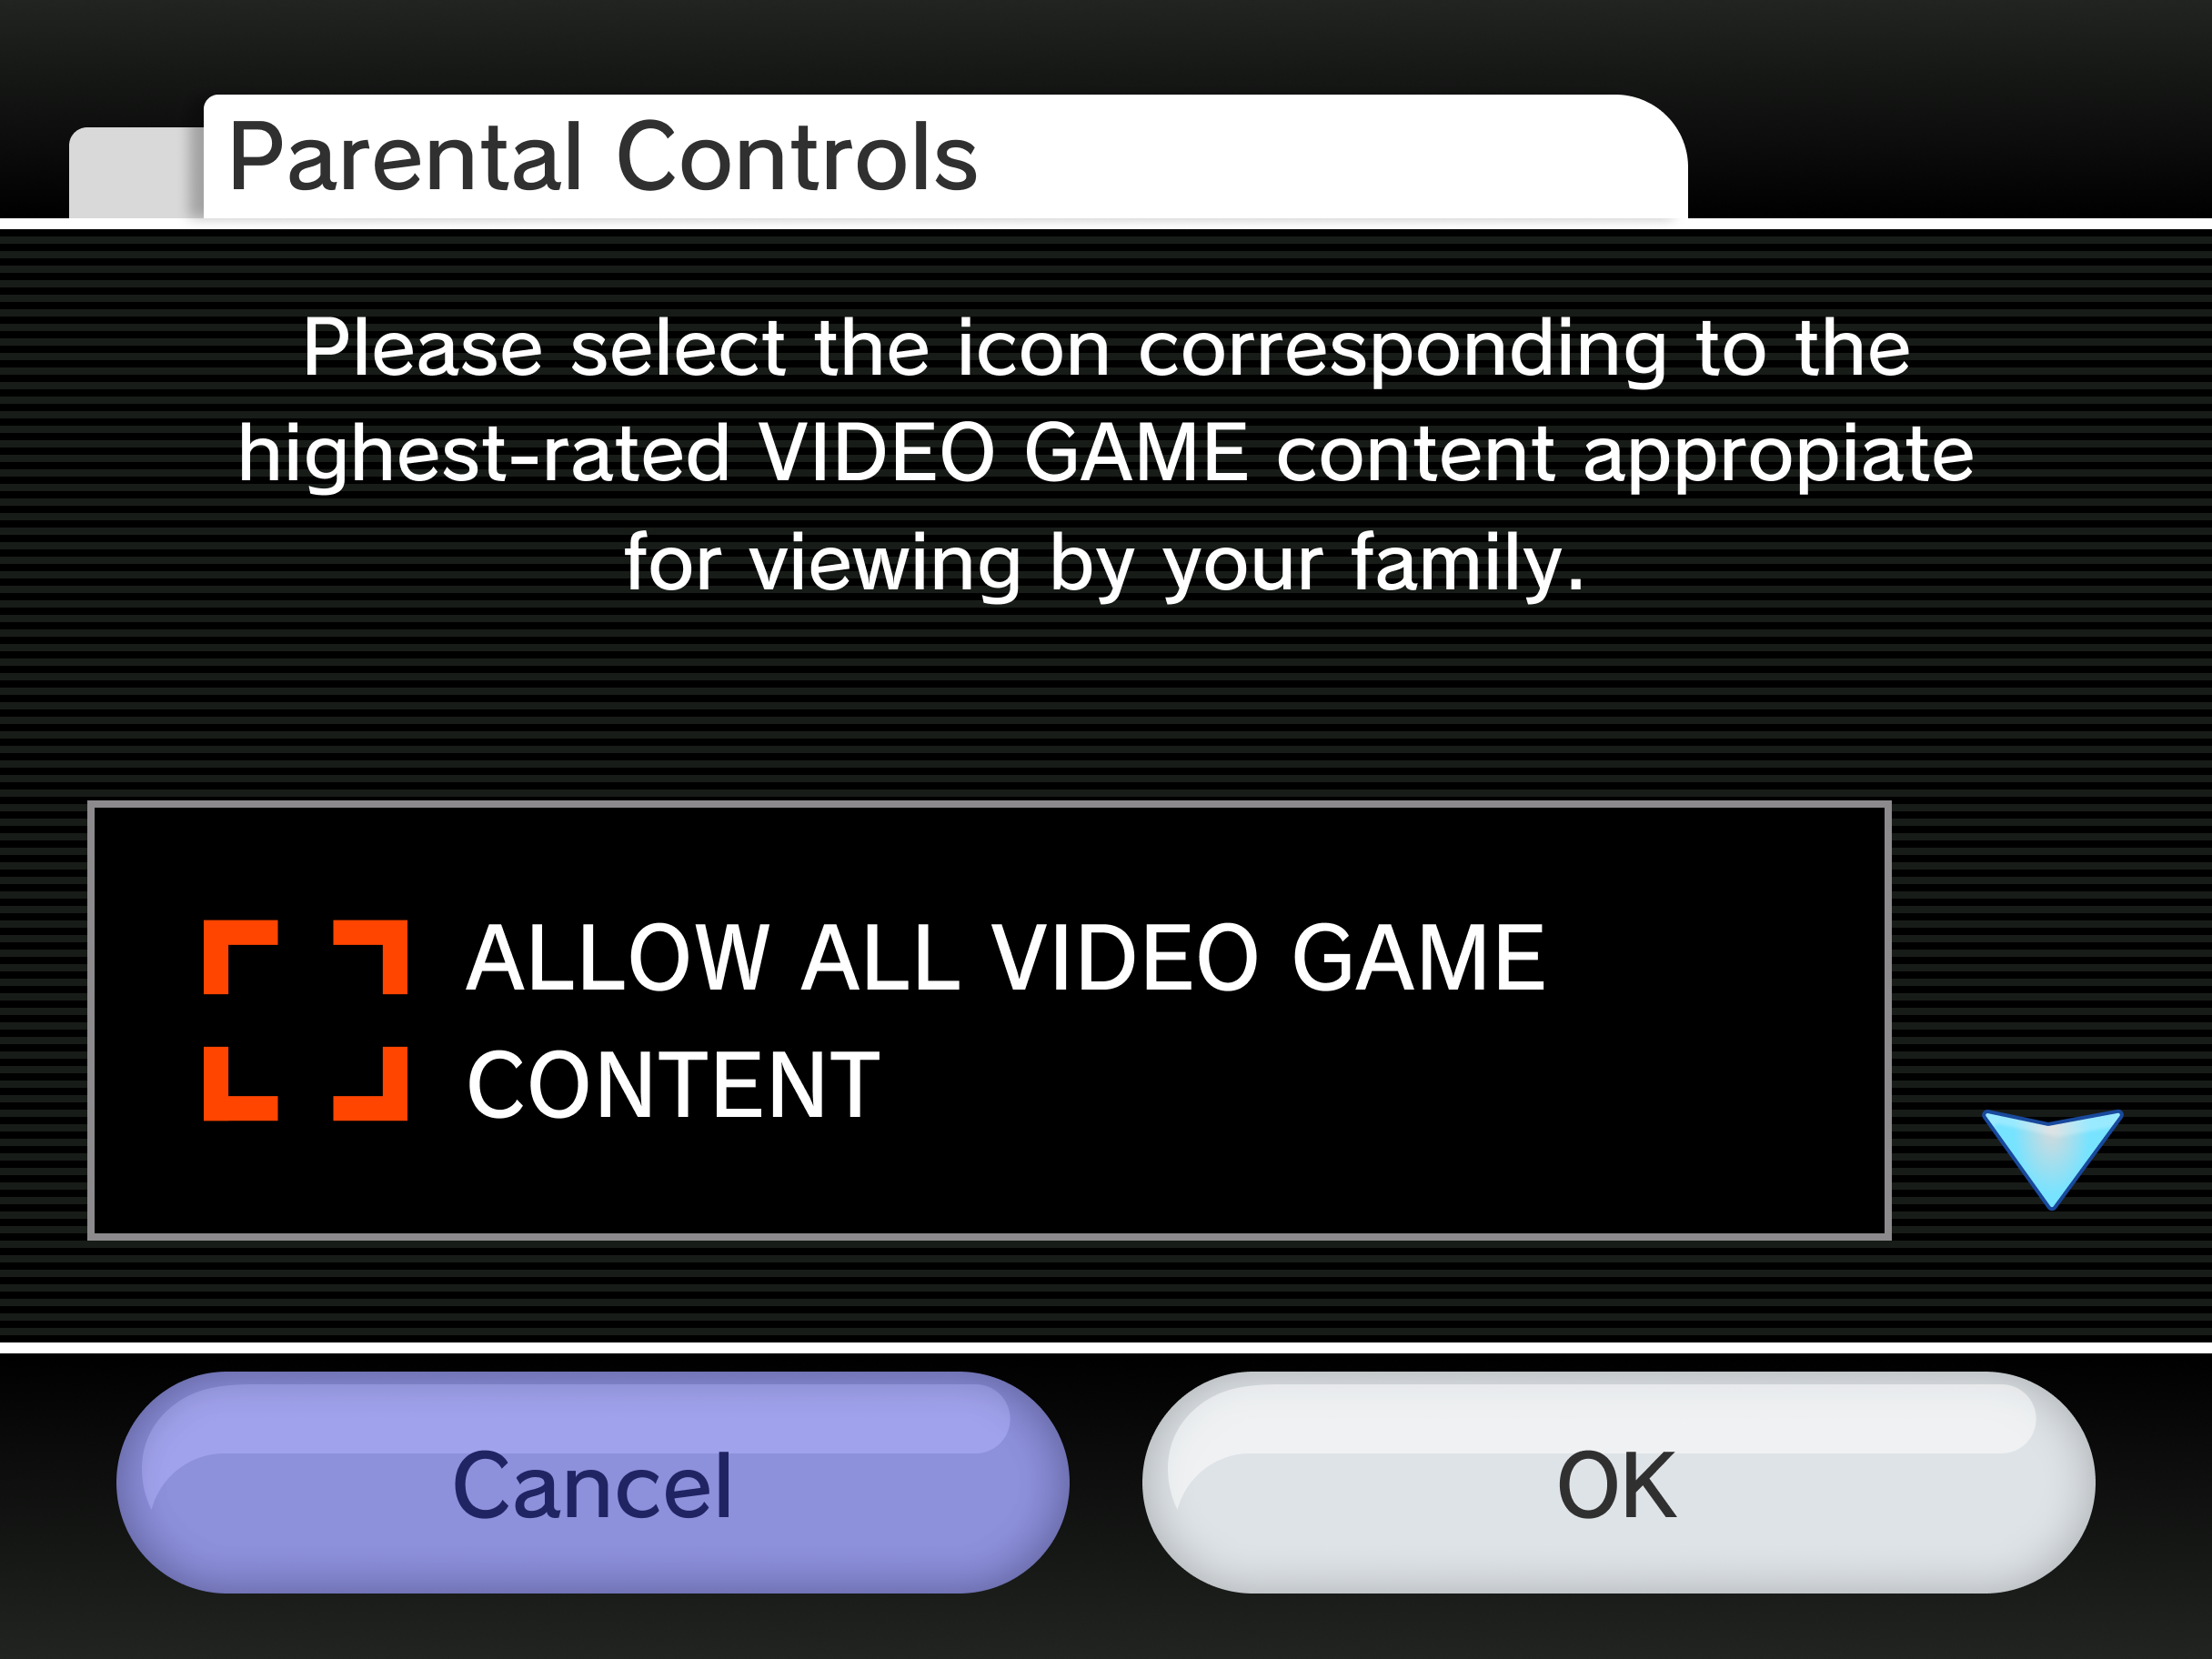 Parental Controls
Please select the icon corresponding to the
highest-rated VIDEO GAME content appropiate
for viewing by your family.
ALLOW ALL VIDEO GAME
CONTENT
Cancel
OK